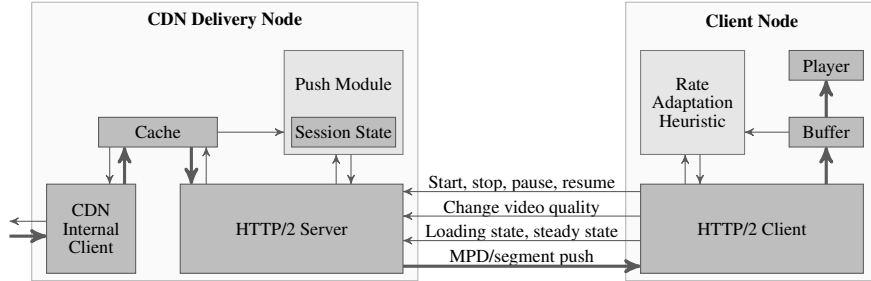 CDN Delivery Node
Client Node
Push Module
Session State
Cache
CDN
Internal
Client
HTTP/2 Server
Start, stop, pause, resume
Change video quality
Loading state, steady state
MPD/segment push
Rate
Adaptation
Heuristic
Player
Buffer
HTTP/2 Client